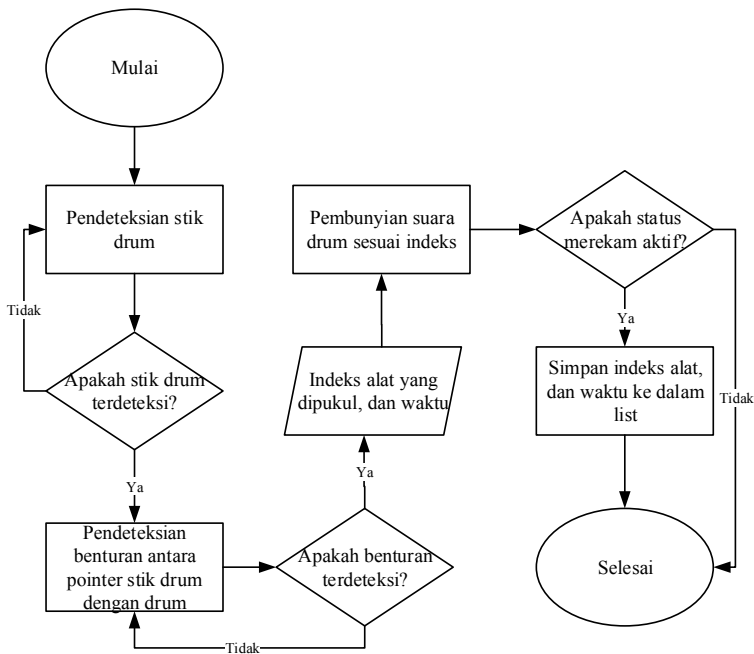 Mulai
Pendeteksian stik
drum
Tidak
Apakah stik drum
terdeteksi?
Ya
Pendeteksian
benturan antara
pointer stik drum
dengan drum
Apakah benturan
terdeteksi?
Tidak
Ya
Indeks alat yang
dipukul, dan waktu
Pembunyian suara
drum sesuai indeks
Apakah status
merekam aktif?
Ya
Simpan indeks alat,
dan waktu ke dalam
list
Tidak
Selesai